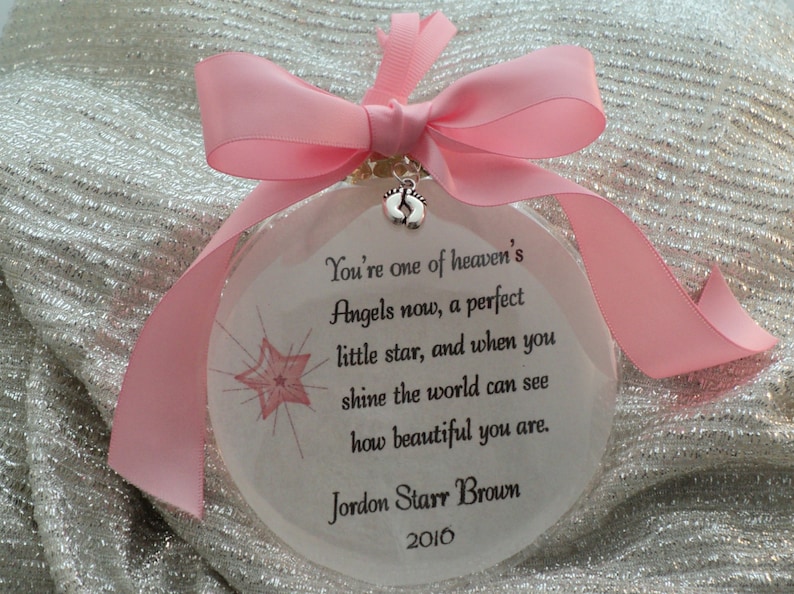 You're one of heaven's
Angels now, a perfect
little star, and when you
shine the world can see
how beautiful you are.
Jordon Starr Brown
2016